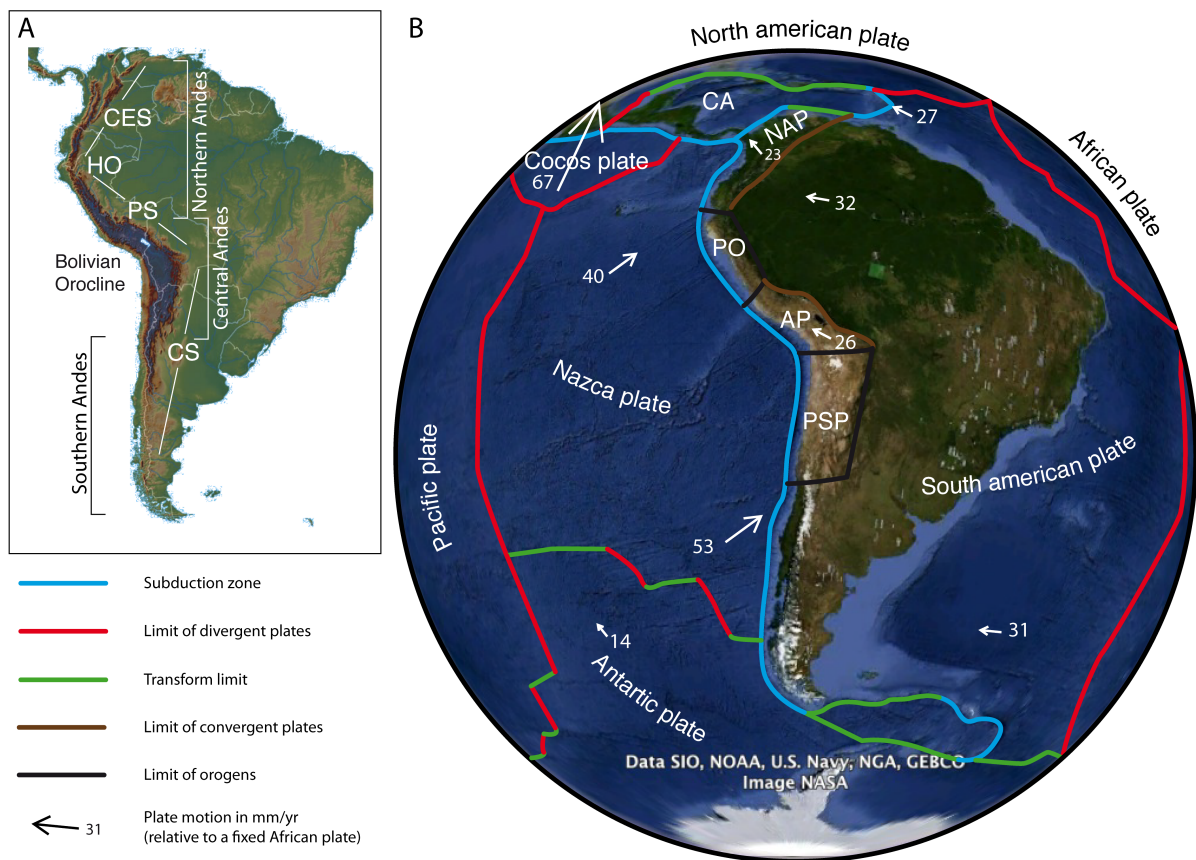 A
CES
HO
PS
CS
Northern Andes
Central Andes
Southern Andes
Bolivian
Orocline
Subduction zone
Limit of divergent plates
Transform limit
Limit of convergent plates
Limit of orogens
31
Plate motion in mm/yr
(relative to a fixed African plate)
B
North american plate
African plate
CA
NAP
27
23
Cocos plate
67
32
PO
40
AP
26
Nazca plate
PSP
South american plate
Pacific plate
53
31
14
Antartic plate
Data SIO, NOAA, U.S. Navy, NGA, GEBCO
Image NASA